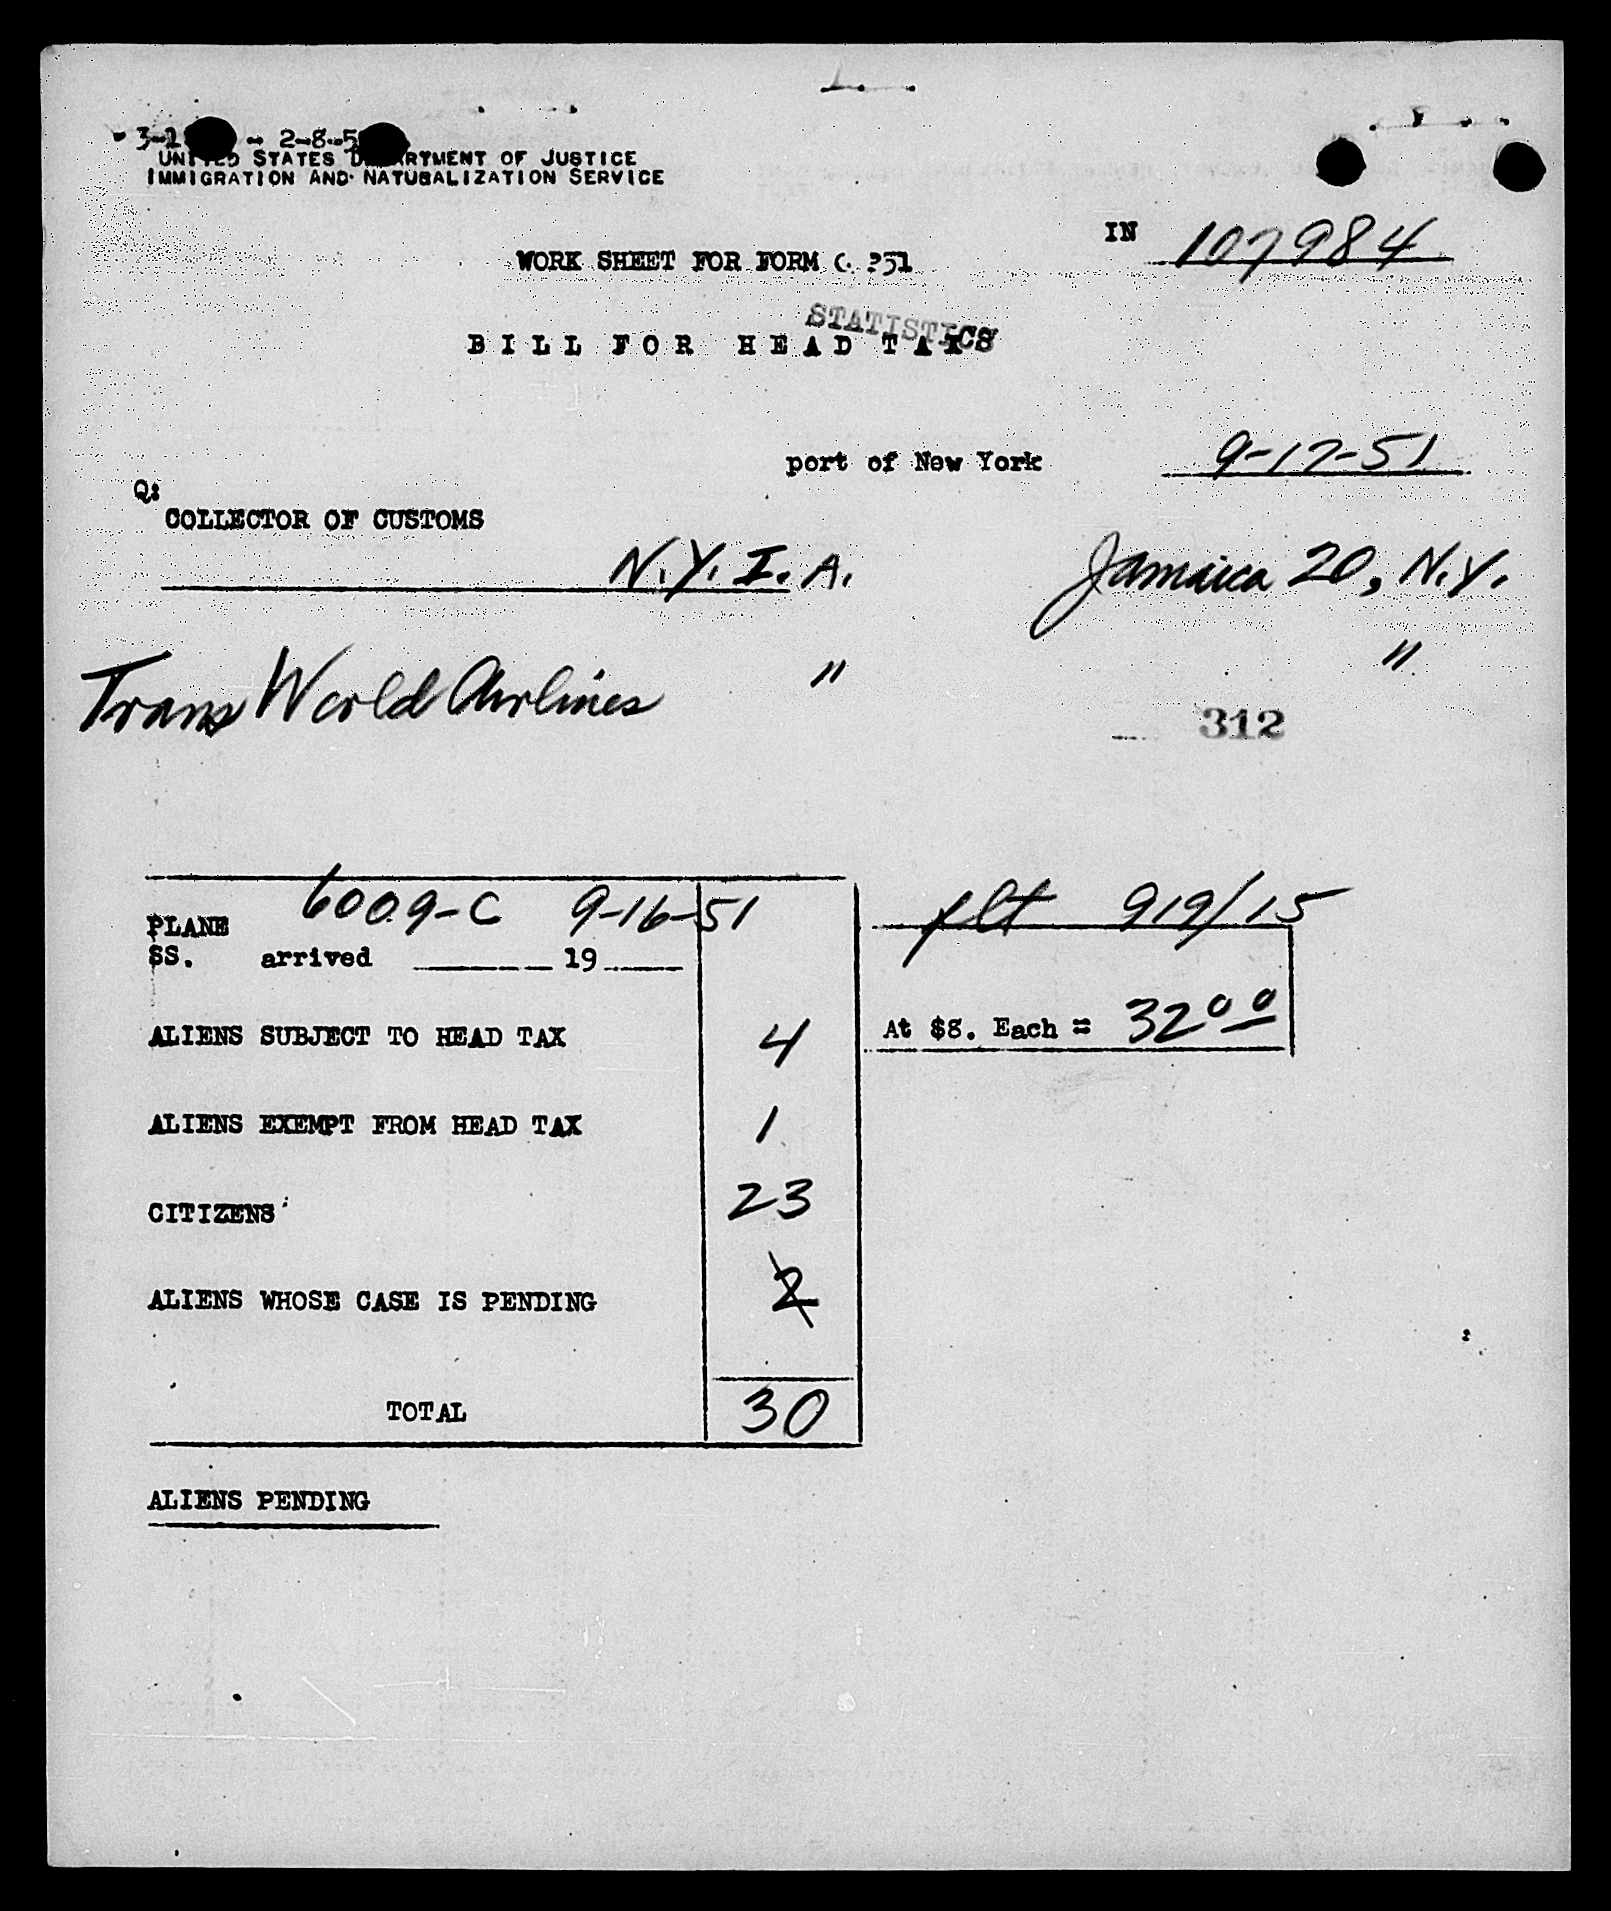 UNITED STATES DEPARTMENT OF JUSTICE
IMMIGRATION AND NATURALIZATION SERVICE
IN 107984
WORK SHEET FOR FORM
STATISTICS
BILL FOR HEAD TAX
port of New York 9-17-51
COLLECTOR OF CUSTOMS
N.Y.I.A. Jamaica 20, N.Y.
Trans World Airlines " "
312
6009-C 9-16-51 flt 919/15
PLANE
SS. arrived 19
ALIENS SUBJECT TO HEAD TAX 4 At $8. Each = 32 00
ALIENS EXEMPT FROM HEAD TAX 1
CITIZENS 23
ALIENS WHOSE CASE IS PENDING 2
TOTAL 30
ALIENS PENDING